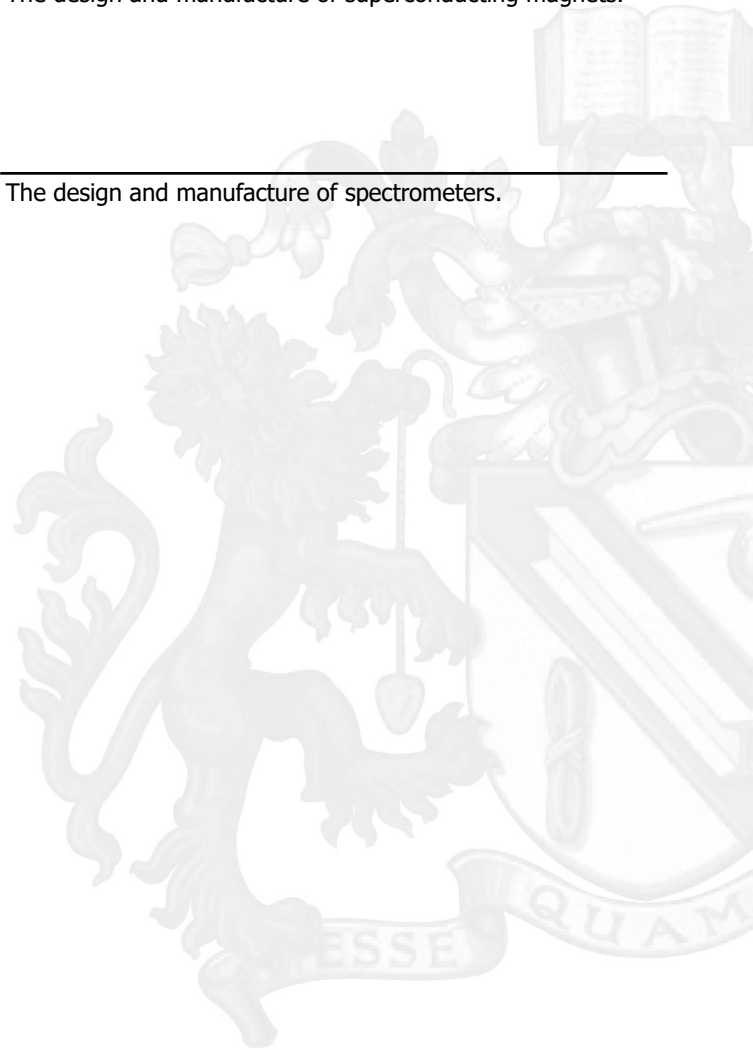 The design and manufacture of superconducting magnets.
The design and manufacture of spectrometers.
ESSE
QUAM